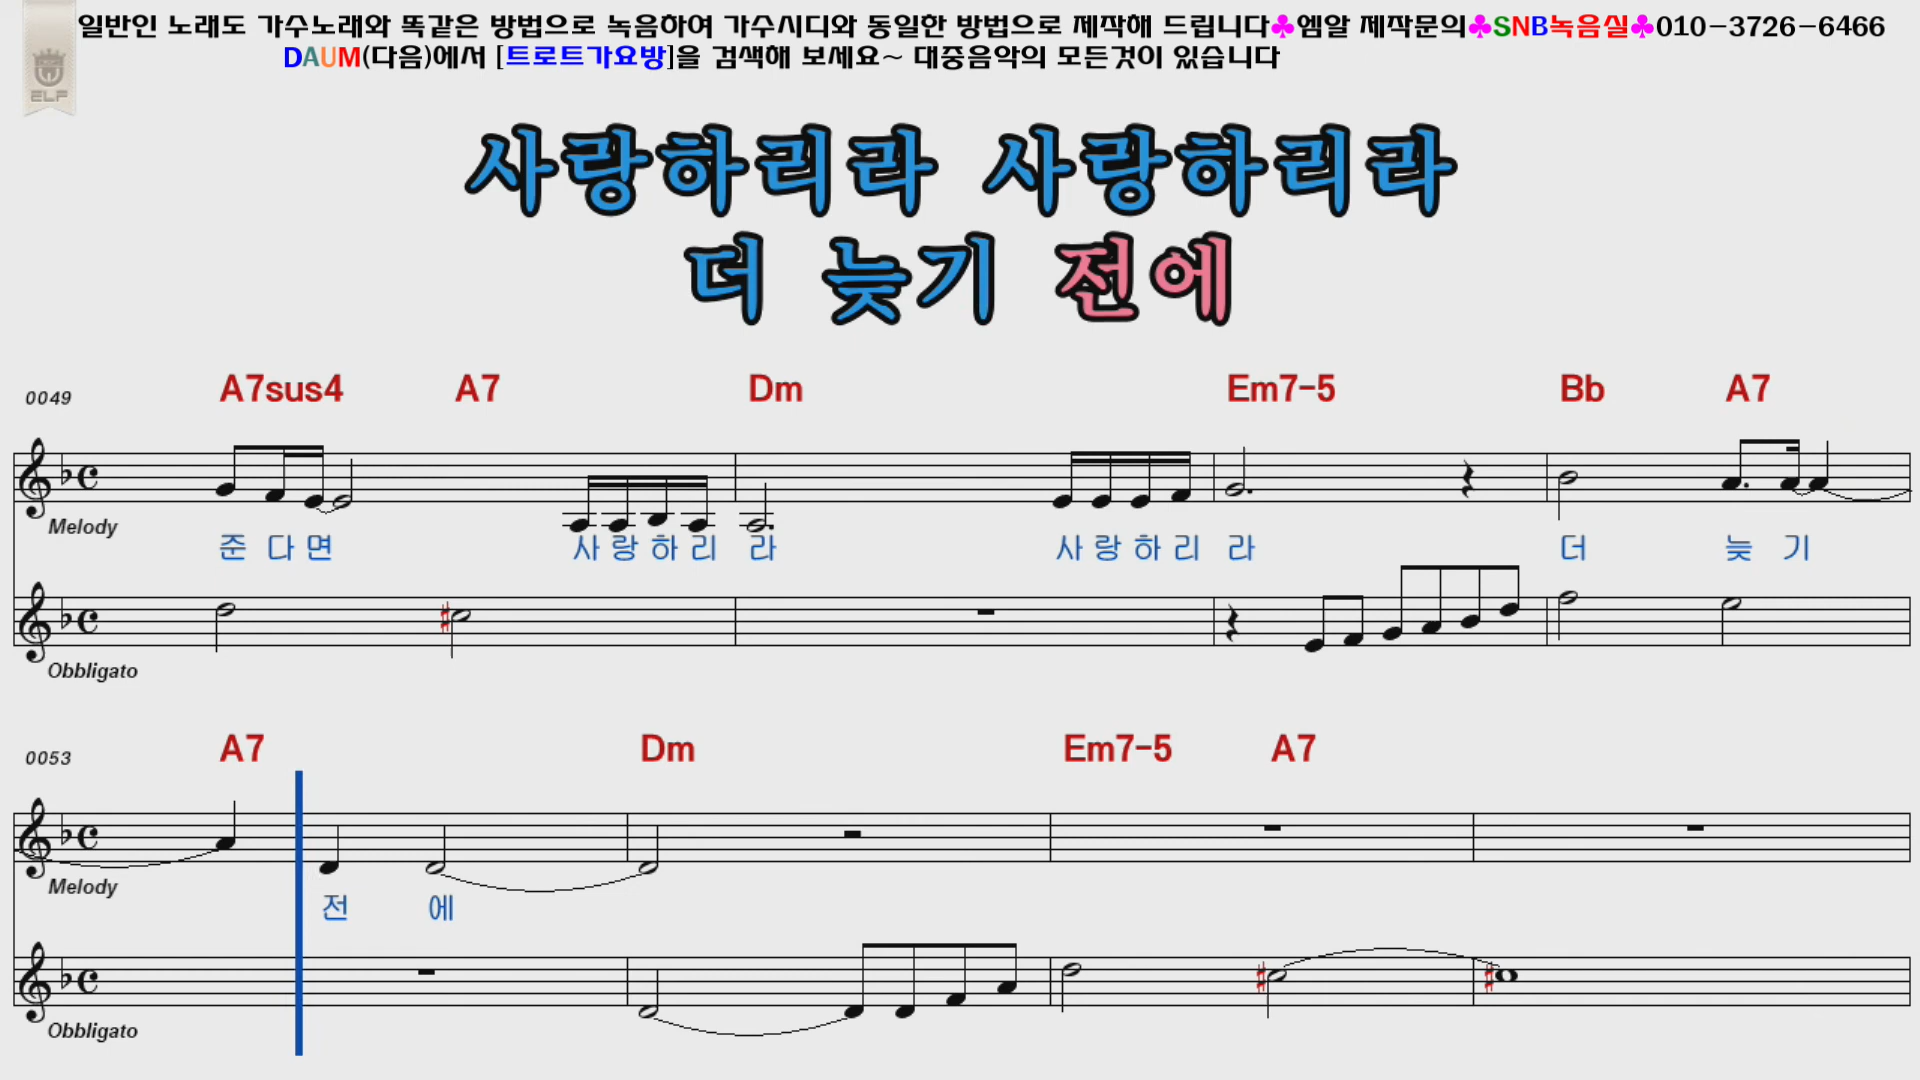 일반인 노래도 가수노래와 똑같은 방법으로 녹음하여 가수시디와 동일한 방법으로 제작해 드립니다♣엠알 제작문의♣SNB녹음실♣010-3726-6466
DAUM(다음)에서 [트로트가요방]을 검색해 보세요~ 대중음악의 모든것이 있습니다
ELF
사랑하리라 사랑하리라
더 늦기 전에
0049 A7sus4 A7 Dm Em7-5 Bb A7
Melody
준 다 면 사 랑 하 리 라 사 랑 하 리 라 더 늦 기
Obbligato
0053 A7 Dm Em7-5 A7
Melody
전 에
Obbligato